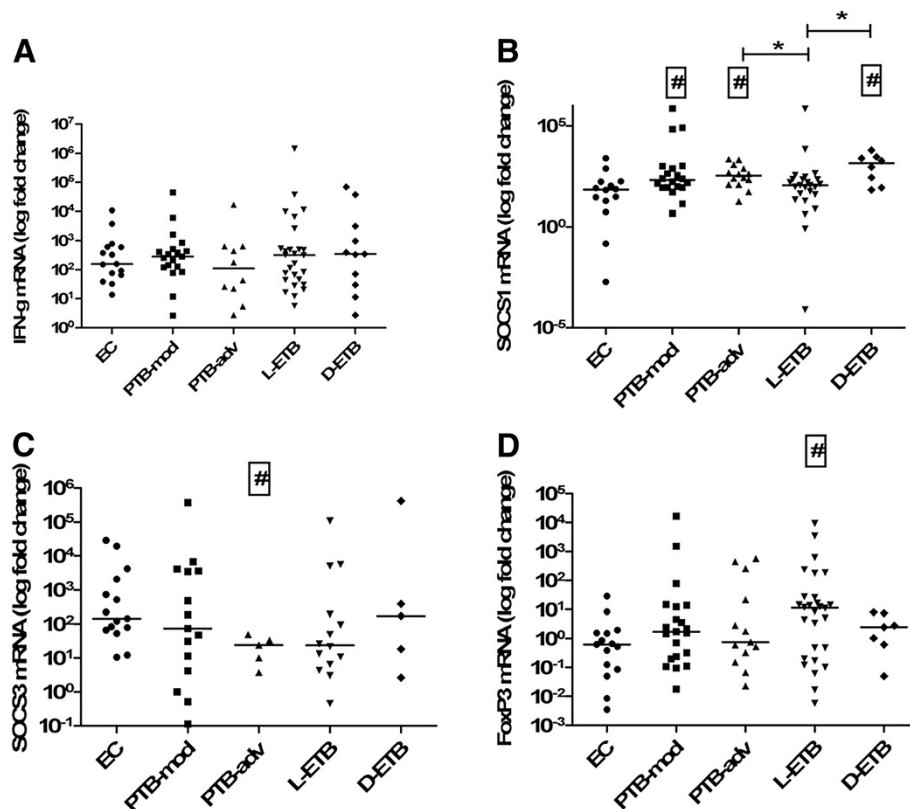 A
IFN-g mRNA (log fold change)
10⁷
10⁶
10⁵
10⁴
10³
10²
10¹
10⁰
EC
PTB-mod
PTB-adv
L-ETB
D-ETB
B
*
*
#
#
#
SOCS1 mRNA (log fold change)
10⁵
10⁰
10⁻⁵
EC
PTB-mod
PTB-adv
L-ETB
D-ETB
C
#
SOCS3 mRNA (log fold change)
10⁶
10⁵
10⁴
10³
10²
10¹
10⁰
10⁻¹
EC
PTB-mod
PTB-adv
L-ETB
D-ETB
D
#
FoxP3 mRNA (log fold change)
10⁵
10⁴
10³
10²
10¹
10⁰
10⁻¹
10⁻²
10⁻³
EC
PTB-mod
PTB-adv
L-ETB
D-ETB